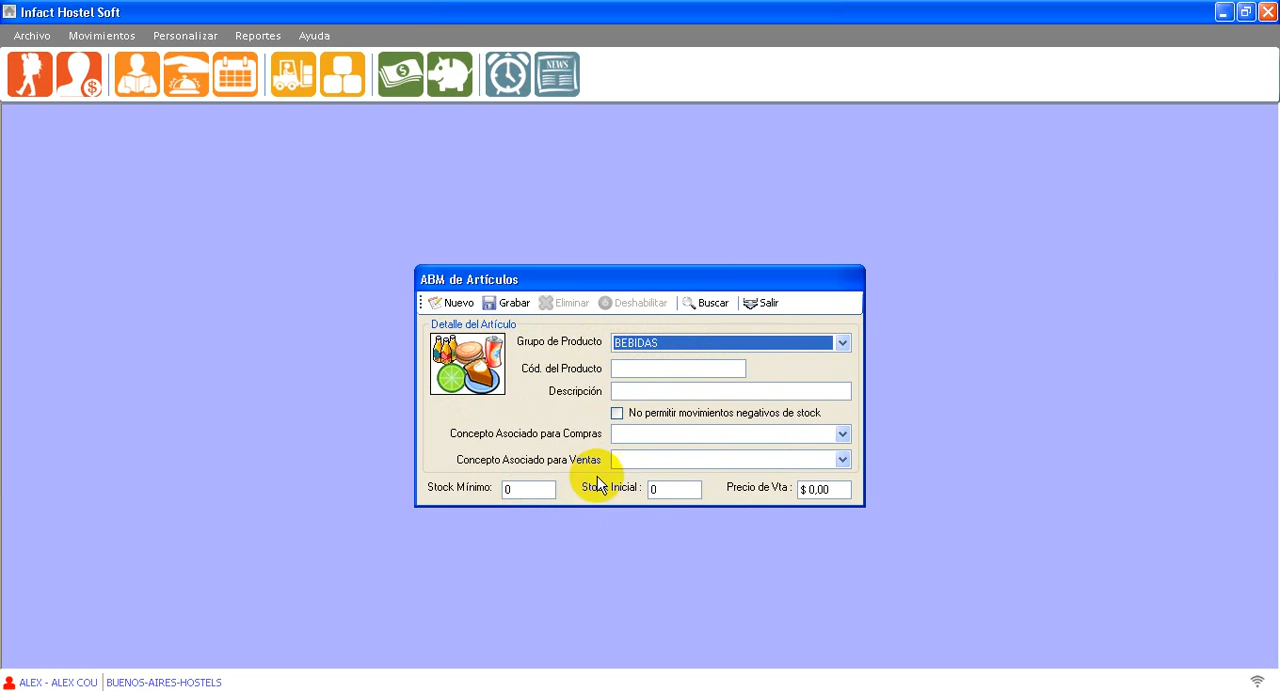 Infact Hostel Soft
Archivo Movimientos Personalizar Reportes Ayuda
$ NEWS
$
ABM de Artículos
Nuevo Grabar Eliminar Deshabilitar Buscar Salir
Detalle del Artículo
Grupo de Producto BEBIDAS
Cód. del Producto
Descripción
No permitir movimientos negativos de stock
Concepto Asociado para Compras
Concepto Asociado para Ventas
Stock Mínimo: 0 Stock Inicial : 0 Precio de Vta : $ 0,00
ALEX - ALEX COU BUENOS-AIRES-HOSTELS